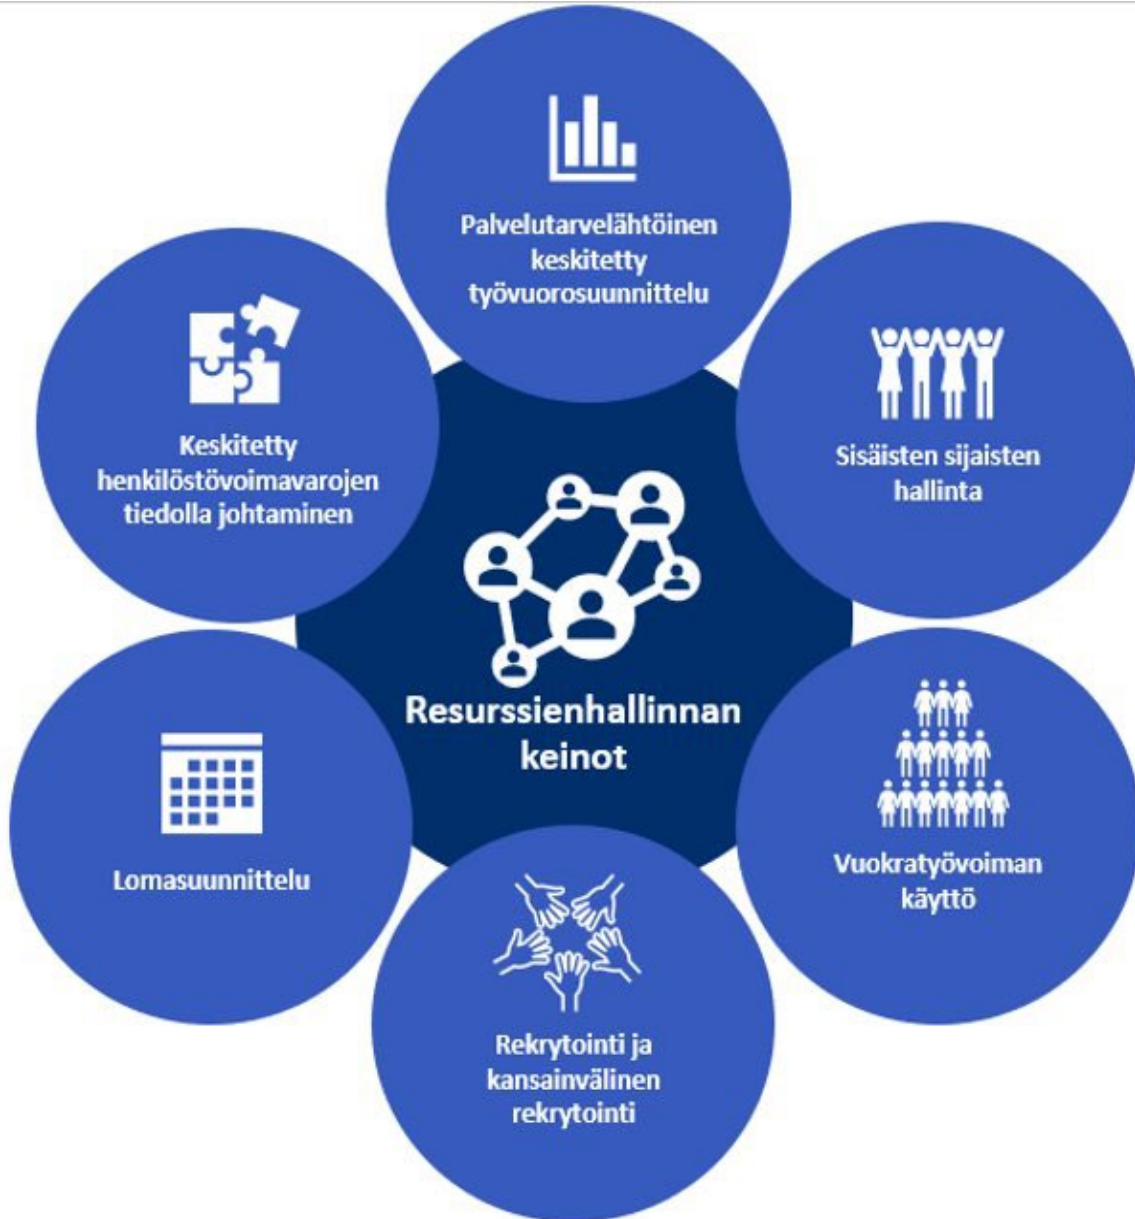 Palvelutarvelähtöinen
keskitetty
työvuorosuunnittelu
Sisäisten sijaisten
hallinta
Vuokratyövoiman
käyttö
Rekrytointi ja
kansainvälinen
rekrytointi
Lomasuunnittelu
Keskitetty
henkilöstövoimavarojen
tiedolla johtaminen
Resurssienhallinnan
keinot